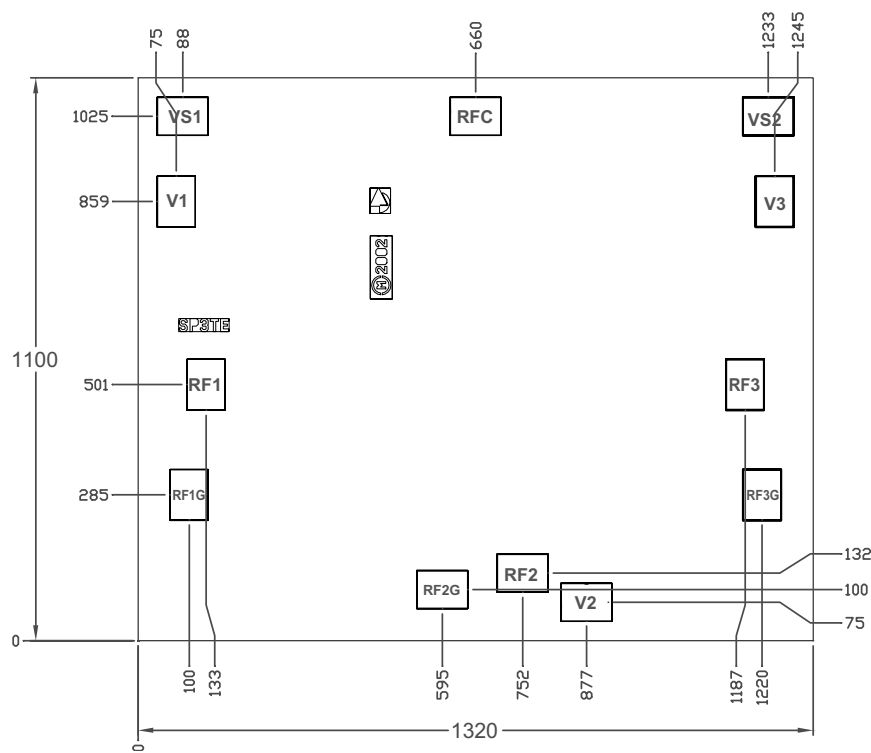 75 88 660 1233 1245
1025 VS1 RFC VS2
859 V1 V3
Ⓜ2002
SP3TE
1100
501 RF1 RF3
285 RF1G RF3G
RF2 132
RF2G 100
V2 75
0
100 133 595 752 877 1187 1220
1320
0